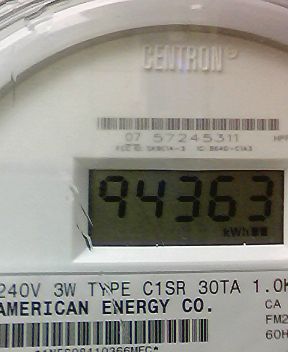 CENTRON®
07 57245311
94363
kWh
240V 3W TYPE C1SR 30TA 1.0K
AMERICAN ENERGY CO.
CA
FM2
60H